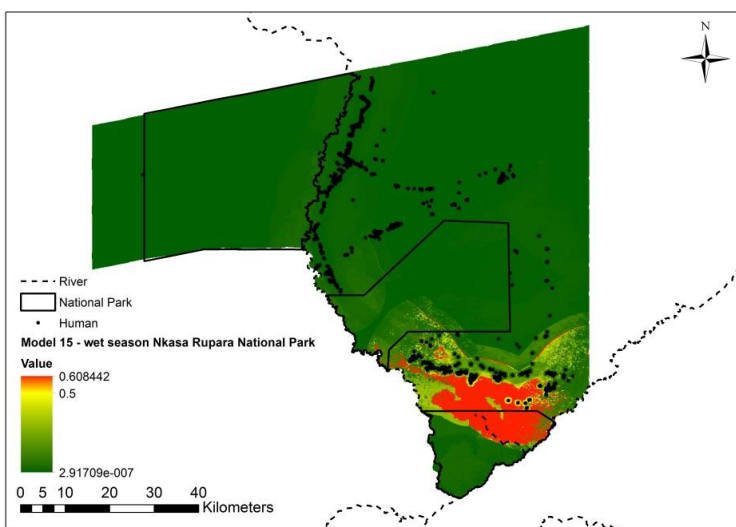 N
River
National Park
Human
Model 15 - wet season Nkasa Rupara National Park
Value
0.608442
0.5
2.91709e-007
0 5 10 20 30 40
Kilometers